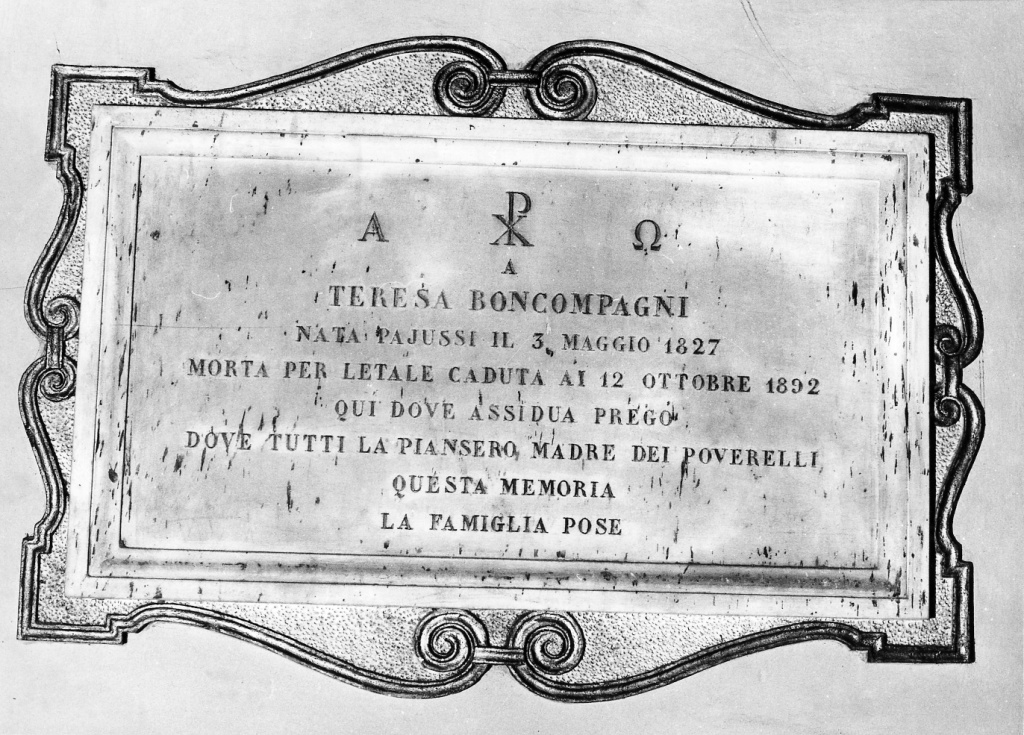 A ☧ Ω
A
TERESA BONCOMPAGNI
NATA PAJUSSI IL 3 MAGGIO 1827
MORTA PER LETALE CADUTA AI 12 OTTOBRE 1892
QUI DOVE ASSIDUA PREGÒ
DOVE TUTTI LA PIANSERO, MADRE DEI POVERELLI
QUESTA MEMORIA
LA FAMIGLIA POSE